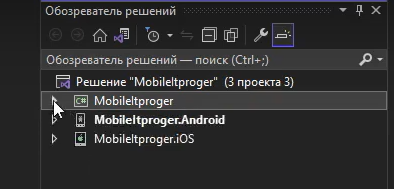 Обозреватель решений
Обозреватель решений — поиск (Ctrl+;)
Решение "MobileItproger" (3 проекта 3)
C# MobileItproger
MobileItproger.Android
MobileItproger.iOS